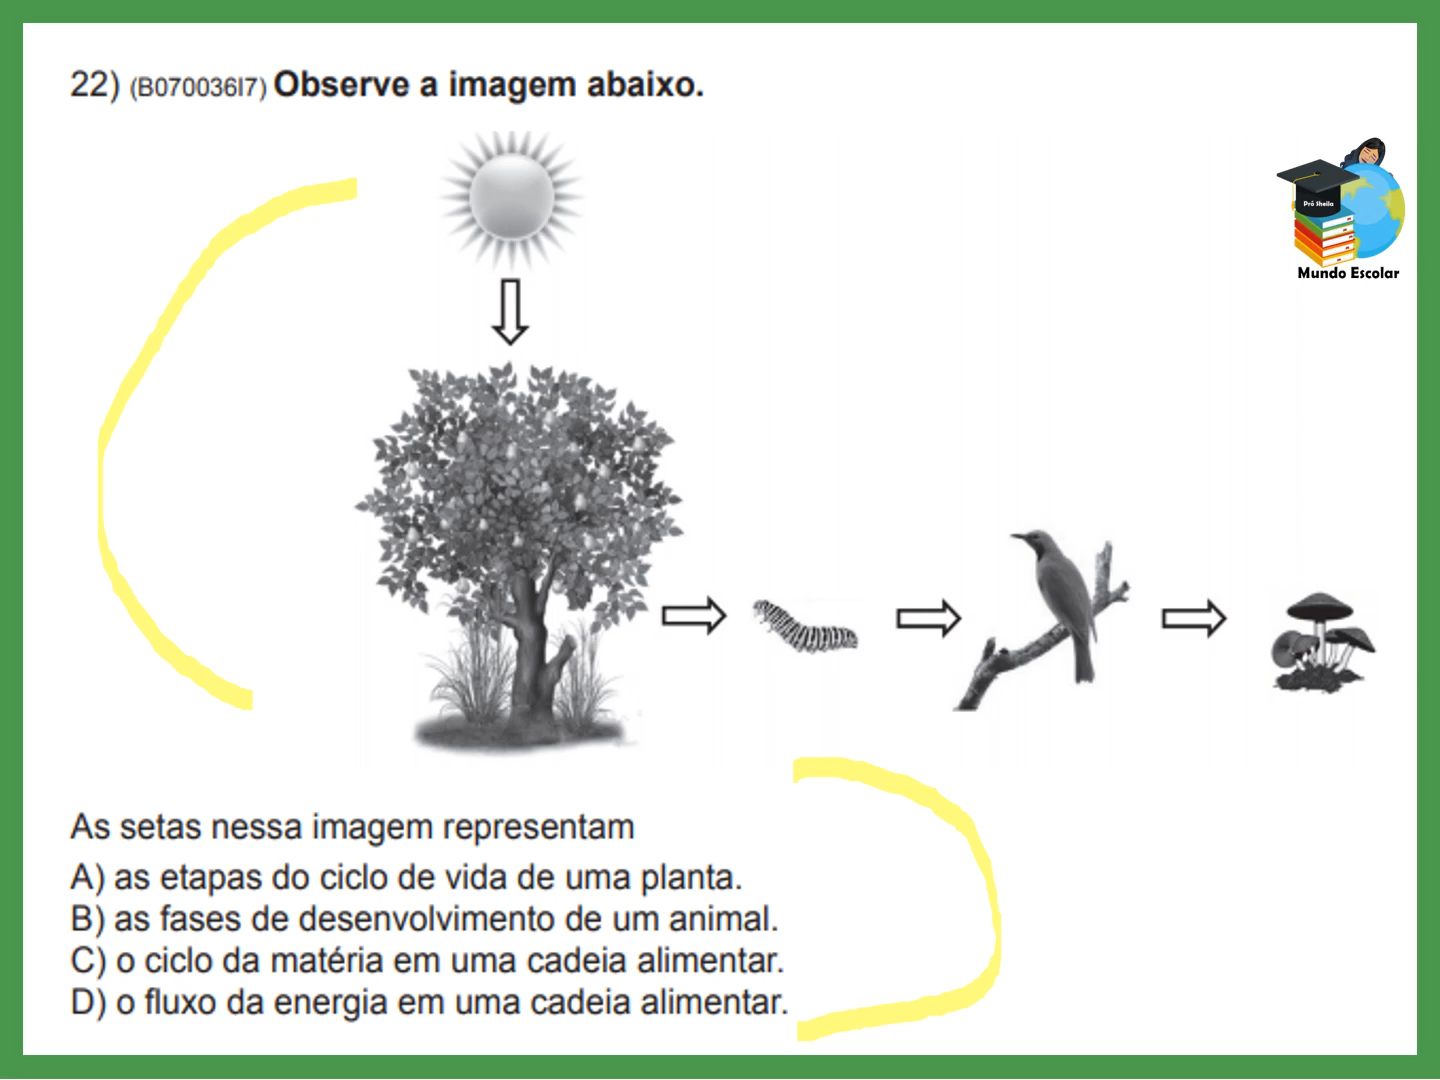 22) (B070036I7) Observe a imagem abaixo.
Pró Sheila
Mundo Escolar
As setas nessa imagem representam
A) as etapas do ciclo de vida de uma planta.
B) as fases de desenvolvimento de um animal.
C) o ciclo da matéria em uma cadeia alimentar.
D) o fluxo da energia em uma cadeia alimentar.